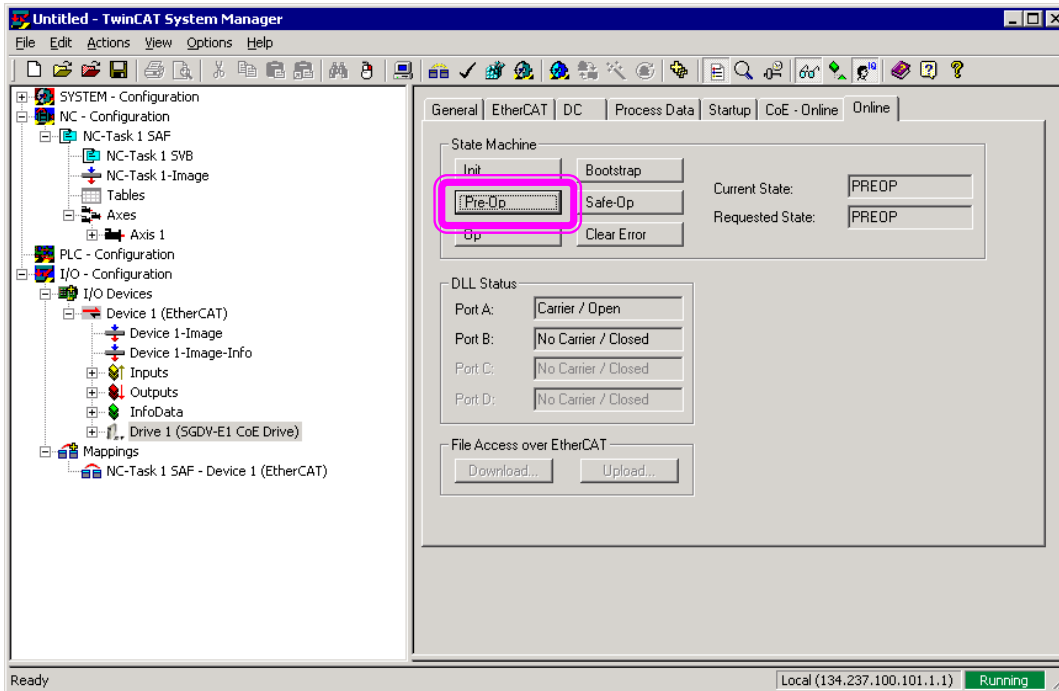 Untitled - TwinCAT System Manager
File Edit Actions View Options Help
SYSTEM - Configuration
NC - Configuration
NC-Task 1 SAF
NC-Task 1 SVB
NC-Task 1-Image
Tables
Axes
Axis 1
PLC - Configuration
I/O - Configuration
I/O Devices
Device 1 (EtherCAT)
Device 1-Image
Device 1-Image-Info
Inputs
Outputs
InfoData
Drive 1 (SGDV-E1 CoE Drive)
Mappings
NC-Task 1 SAF - Device 1 (EtherCAT)
General EtherCAT DC Process Data Startup CoE - Online Online
State Machine
Init Bootstrap
Pre-Op Safe-Op
Op Clear Error
Current State: PREOP
Requested State: PREOP
DLL Status
Port A: Carrier / Open
Port B: No Carrier / Closed
Port C: No Carrier / Closed
Port D: No Carrier / Closed
File Access over EtherCAT
Download... Upload...
Ready Local (134.237.100.101.1.1) Running